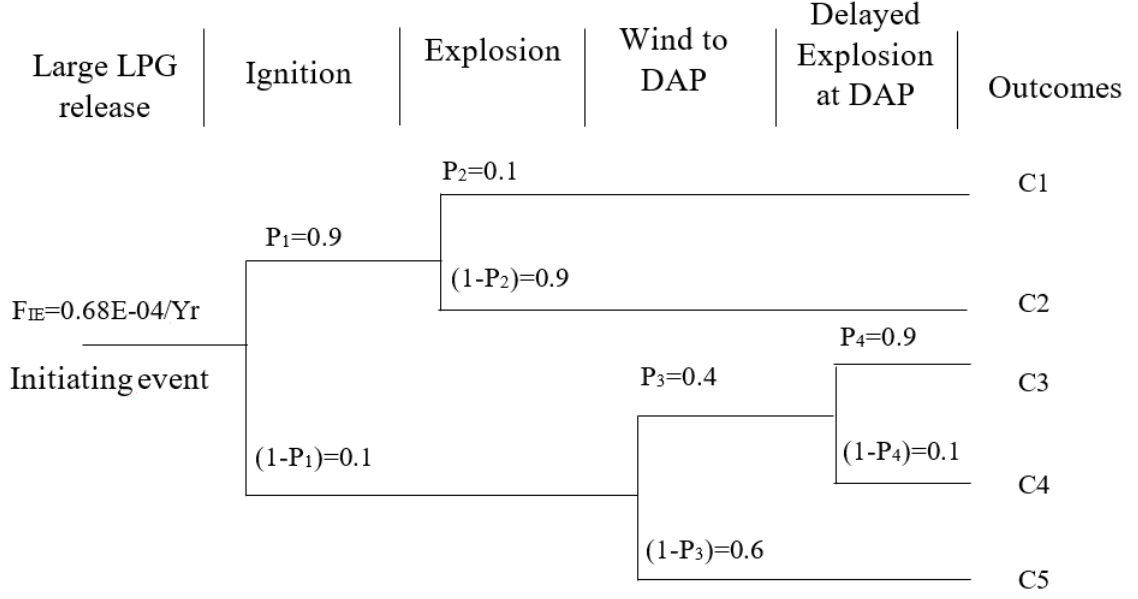 Large LPG
release
Ignition
Explosion
Wind to
DAP
Delayed
Explosion
at DAP
Outcomes
P₂=0.1
C1
P₁=0.9
(1-P₂)=0.9
C2
F_IE=0.68E-04/Yr
Initiating event
P₄=0.9
P₃=0.4
C3
(1-P₁)=0.1
(1-P₄)=0.1
C4
(1-P₃)=0.6
C5